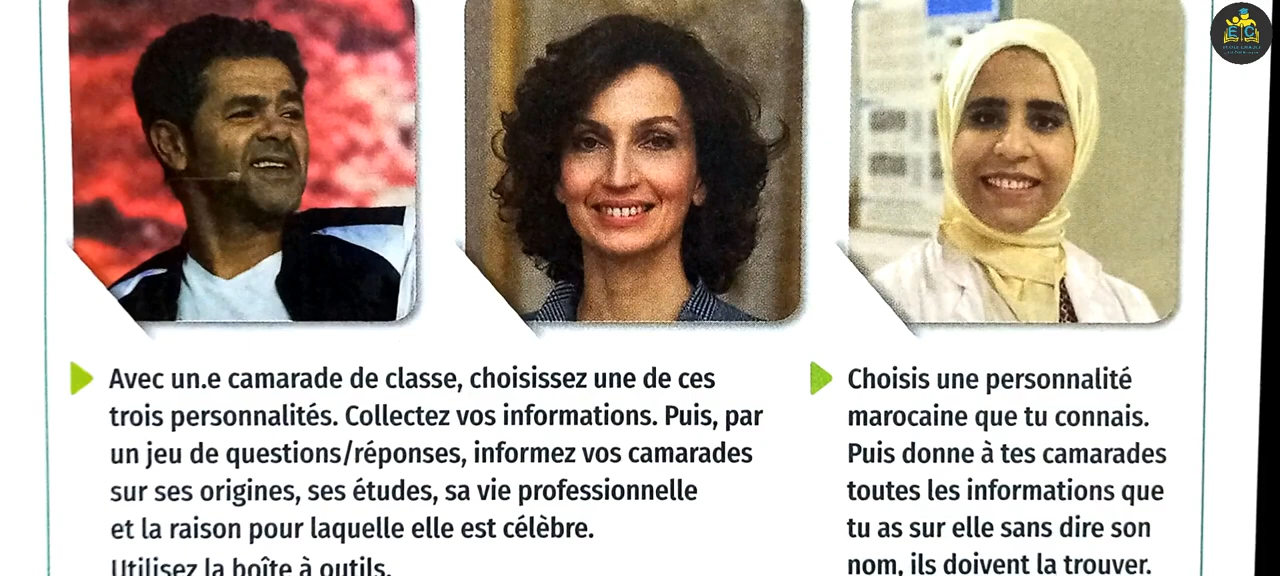 E C
Avec un.e camarade de classe, choisissez une de ces
trois personnalités. Collectez vos informations. Puis, par
un jeu de questions/réponses, informez vos camarades
sur ses origines, ses études, sa vie professionnelle
et la raison pour laquelle elle est célèbre.
Utilisez la boîte à outils.
Choisis une personnalité
marocaine que tu connais.
Puis donne à tes camarades
toutes les informations que
tu as sur elle sans dire son
nom, ils doivent la trouver.